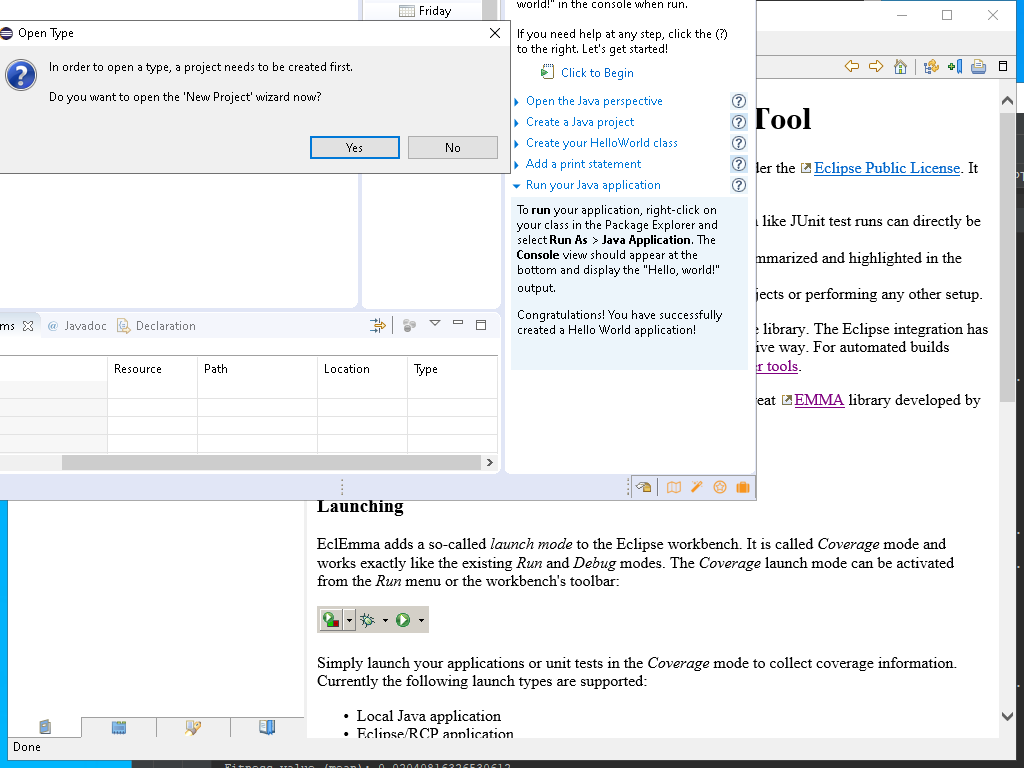 Friday
world!" in the console when run.
Open Type
If you need help at any step, click the (?)
to the right. Let's get started!
In order to open a type, a project needs to be created first.
Click to Begin
Do you want to open the 'New Project' wizard now?
Open the Java perspective
Create a Java project
Tool
Yes
No
Create your HelloWorld class
Add a print statement
der the Eclipse Public License. It
Run your Java application
To run your application, right-click on
your class in the Package Explorer and
like JUnit test runs can directly be
select Run As > Java Application. The
Console view should appear at the
mmarized and highlighted in the
bottom and display the "Hello, world!"
output.
jects or performing any other setup.
Congratulations! You have successfully
created a Hello World application!
ms
Javadoc
Declaration
library. The Eclipse integration has
ive way. For automated builds
r tools.
Resource
Path
Location
Type
eat EMMA library developed by
Launching
EclEmma adds a so-called launch mode to the Eclipse workbench. It is called Coverage mode and
works exactly like the existing Run and Debug modes. The Coverage launch mode can be activated
from the Run menu or the workbench's toolbar:
Simply launch your applications or unit tests in the Coverage mode to collect coverage information.
Currently the following launch types are supported:
• Local Java application
• Eclipse/RCP application
Done